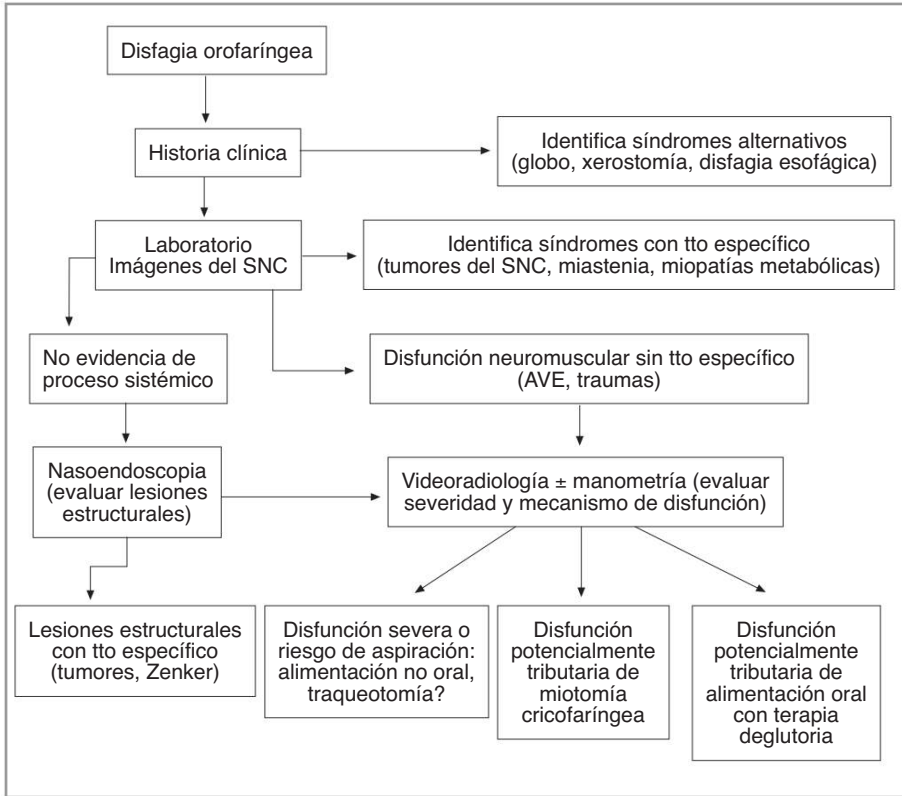 Disfagia orofaríngea
Historia clínica
Identifica síndromes alternativos
(globo, xerostomía, disfagia esofágica)
Laboratorio
Imágenes del SNC
Identifica síndromes con tto específico
(tumores del SNC, miastenia, miopatías metabólicas)
No evidencia de
proceso sistémico
Disfunción neuromuscular sin tto específico
(AVE, traumas)
Nasoendoscopia
(evaluar lesiones
estructurales)
Videoradiología ± manometría (evaluar
severidad y mecanismo de disfunción)
Lesiones estructurales
con tto específico
(tumores, Zenker)
Disfunción severa o
riesgo de aspiración:
alimentación no oral,
traqueotomía?
Disfunción
potencialmente
tributaria de
miotomía
cricofaríngea
Disfunción
potencialmente
tributaria de
alimentación oral
con terapia
deglutoria